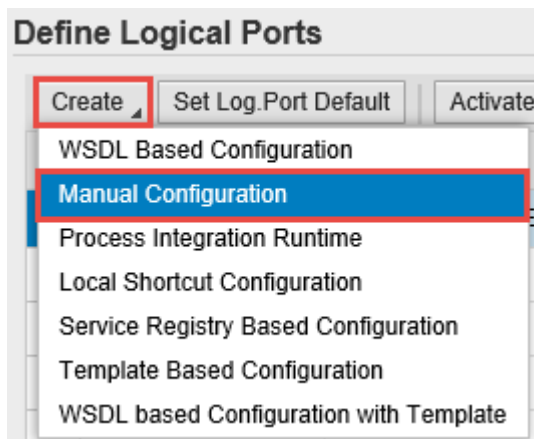 Define Logical Ports
Create Set Log.Port Default Activate
WSDL Based Configuration
Manual Configuration
Process Integration Runtime
Local Shortcut Configuration
Service Registry Based Configuration
Template Based Configuration
WSDL based Configuration with Template